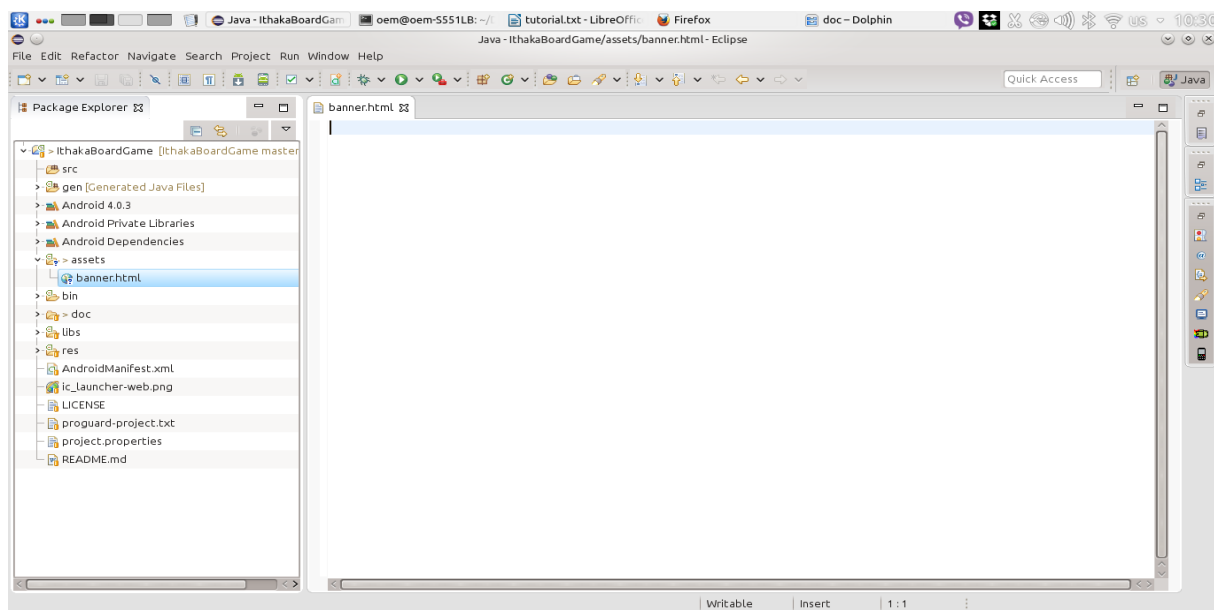 Java - IthakaBoardGam
oem@oem-S551LB: ~/
tutorial.txt - LibreOffic
Firefox
doc – Dolphin
US
10:30
Java - IthakaBoardGame/assets/banner.html - Eclipse
File Edit Refactor Navigate Search Project Run Window Help
Quick Access
Java
Package Explorer
banner.html
> IthakaBoardGame [IthakaBoardGame master
src
gen [Generated Java Files]
Android 4.0.3
Android Private Libraries
Android Dependencies
> assets
banner.html
bin
> doc
libs
res
AndroidManifest.xml
ic_launcher-web.png
LICENSE
proguard-project.txt
project.properties
README.md
Writable
Insert
1 : 1